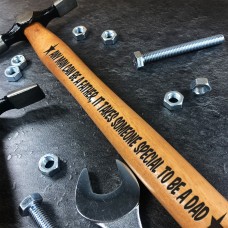 ANY MAN CAN BE A FATHER, IT TAKES SOMEONE SPECIAL TO BE A DAD